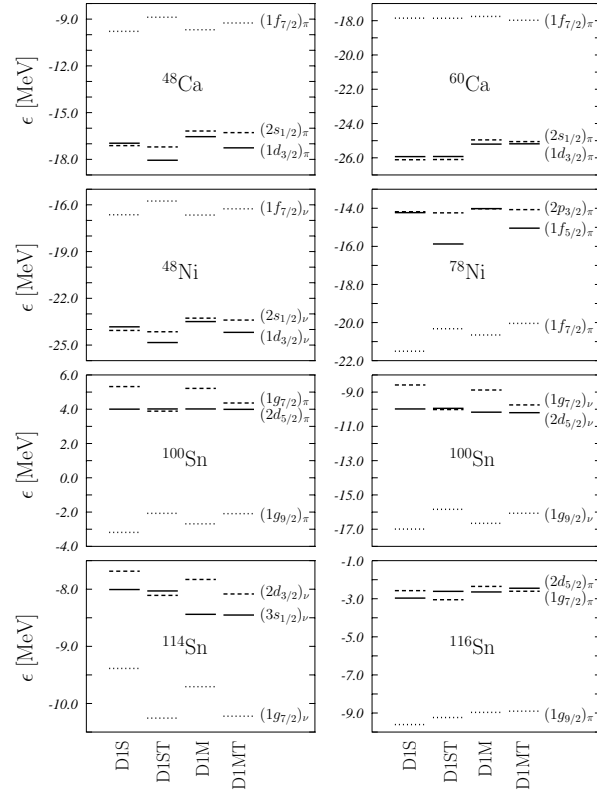 ϵ [MeV]
-9.0
-12.0
-15.0
-18.0
⁴⁸Ca
(1f₇/₂)π
(2s₁/₂)π
(1d₃/₂)π
-18.0
-20.0
-22.0
-24.0
-26.0
⁶⁰Ca
(1f₇/₂)π
(2s₁/₂)π
(1d₃/₂)π
ϵ [MeV]
-16.0
-19.0
-22.0
-25.0
⁴⁸Ni
(1f₇/₂)ν
(2s₁/₂)ν
(1d₃/₂)ν
-14.0
-16.0
-18.0
-20.0
-22.0
⁷⁸Ni
(2p₃/₂)π
(1f₅/₂)π
(1f₇/₂)π
ϵ [MeV]
6.0
4.0
2.0
0.0
-2.0
-4.0
¹⁰⁰Sn
(1g₇/₂)π
(2d₅/₂)π
(1g₉/₂)π
-9.0
-11.0
-13.0
-15.0
-17.0
¹⁰⁰Sn
(1g₇/₂)ν
(2d₅/₂)ν
(1g₉/₂)ν
ϵ [MeV]
-8.0
-9.0
-10.0
¹¹⁴Sn
(2d₃/₂)ν
(3s₁/₂)ν
(1g₇/₂)ν
-1.0
-3.0
-5.0
-7.0
-9.0
¹¹⁶Sn
(2d₅/₂)π
(1g₇/₂)π
(1g₉/₂)π
D1S
D1ST
D1M
D1MT
D1S
D1ST
D1M
D1MT